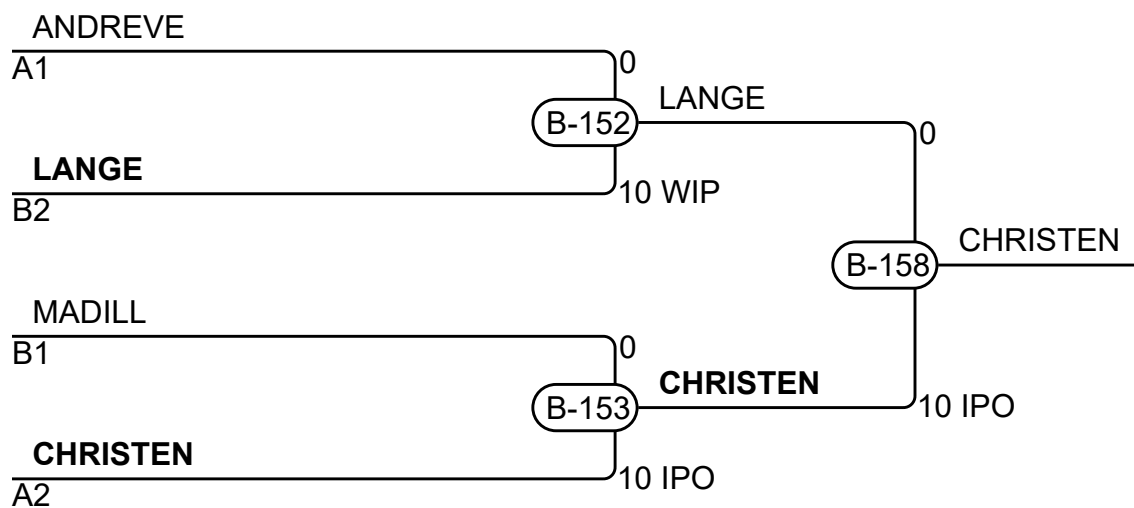 ANDREVE
A1
0
B-152
LANGE
0
LANGE
B2
10 WIP
B-158
CHRISTEN
MADILL
B1
0
B-153
CHRISTEN
10 IPO
CHRISTEN
A2
10 IPO